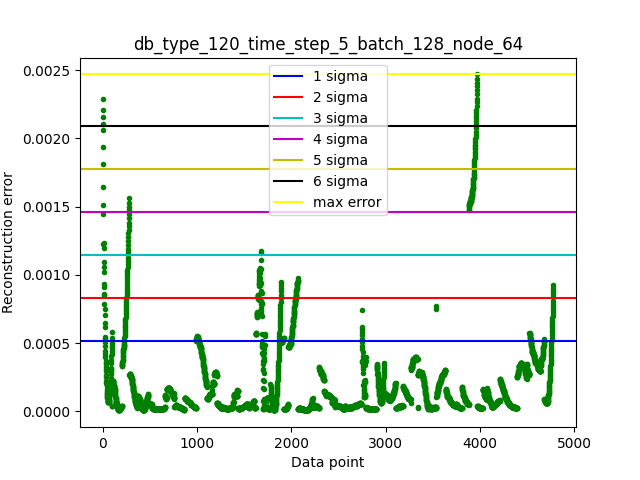 db_type_120_time_step_5_batch_128_node_64
Reconstruction error
0.0025
0.0020
0.0015
0.0010
0.0005
0.0000
1 sigma
2 sigma
3 sigma
4 sigma
5 sigma
6 sigma
max error
0
1000
2000
3000
4000
5000
Data point